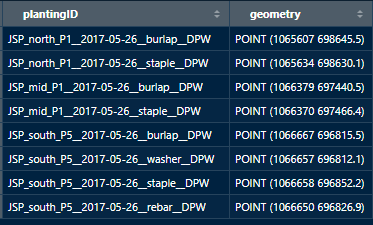 plantingID geometry
JSP_north_P1__2017-05-26__burlap__DPW POINT (1065607 698645.5)
JSP_north_P1__2017-05-26__staple__DPW POINT (1065634 698630.1)
JSP_mid_P1__2017-05-26__burlap__DPW POINT (1066379 697440.5)
JSP_mid_P1__2017-05-26__staple__DPW POINT (1066370 697466.4)
JSP_south_P5__2017-05-26__burlap__DPW POINT (1066667 696815.5)
JSP_south_P5__2017-05-26__washer__DPW POINT (1066657 696812.1)
JSP_south_P5__2017-05-26__staple__DPW POINT (1066658 696852.2)
JSP_south_P5__2017-05-26__rebar__DPW POINT (1066650 696826.9)